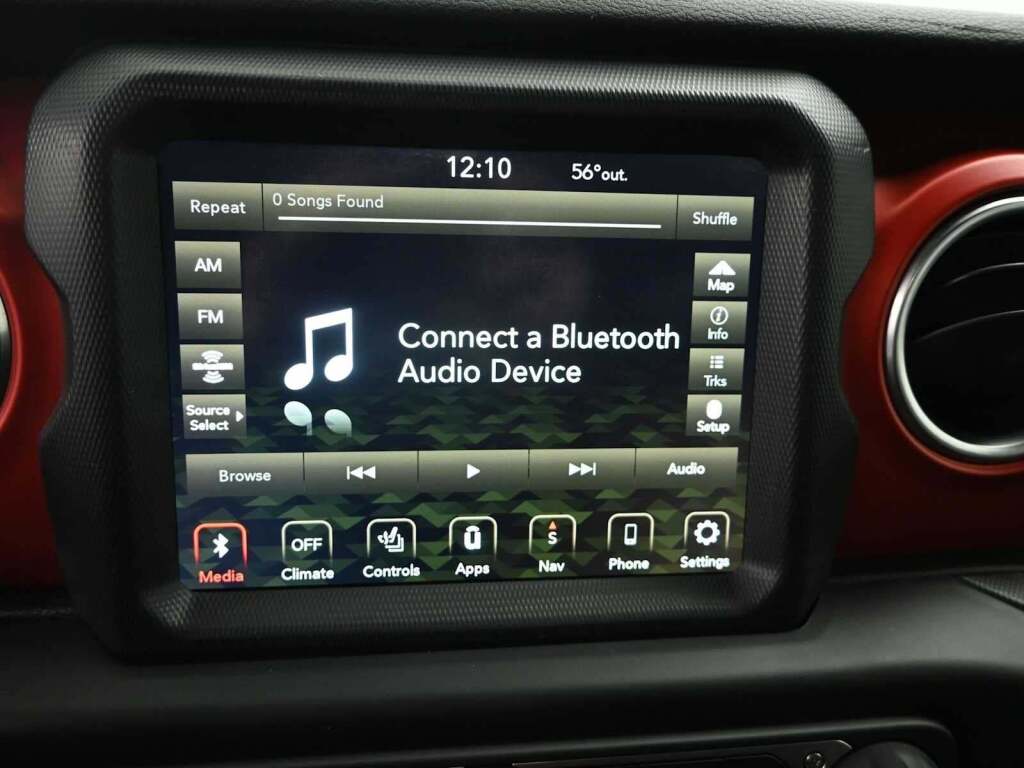 12:10 56°out.
Repeat 0 Songs Found Shuffle
AM
Map
FM
Info
Connect a Bluetooth
Audio Device
Trks
Source
Select
Setup
Browse Audio
OFF S
Media Climate Controls Apps Nav Phone Settings